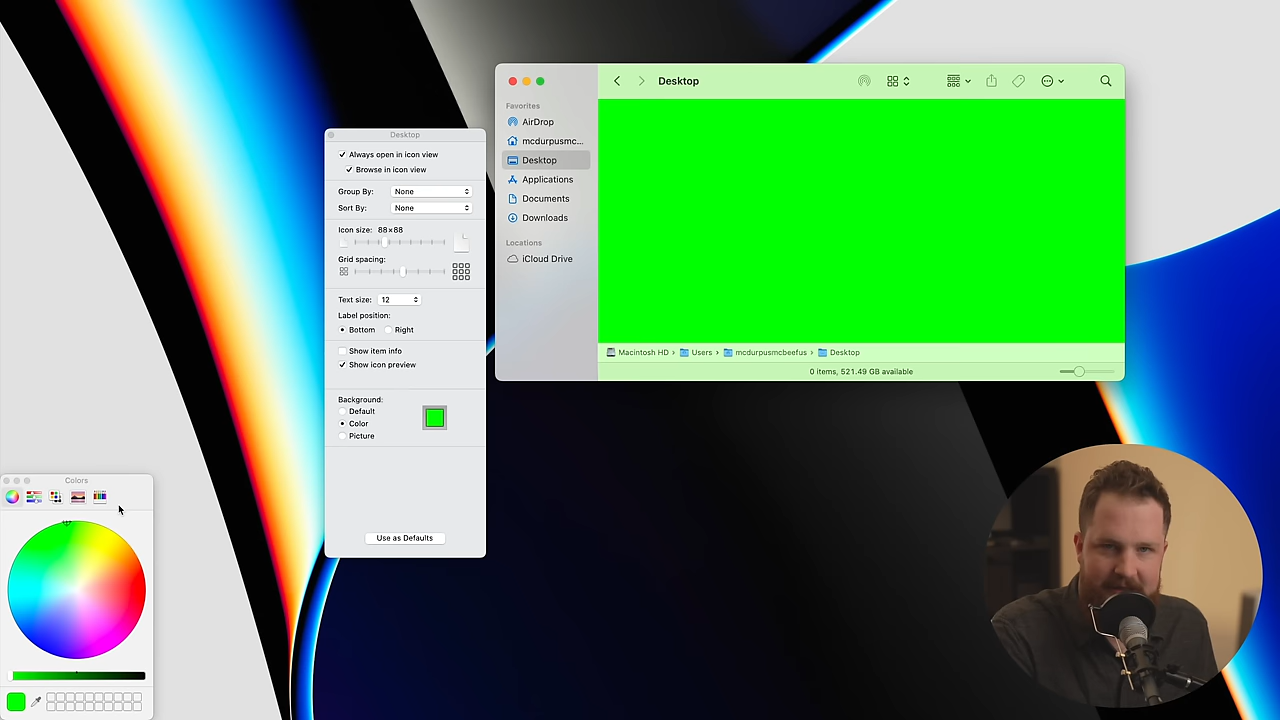 Desktop
Favorites
AirDrop
mcdurpusmc...
Desktop
Applications
Documents
Downloads
Locations
iCloud Drive
Macintosh HD › Users › mcdurpusmcbeefus › Desktop
0 items, 521.49 GB available
Desktop
Always open in icon view
Browse in icon view
Group By: None
Sort By: None
Icon size: 88×88
Grid spacing:
Text size: 12
Label position:
Bottom Right
Show item info
Show icon preview
Background:
Default
Color
Picture
Use as Defaults
Colors